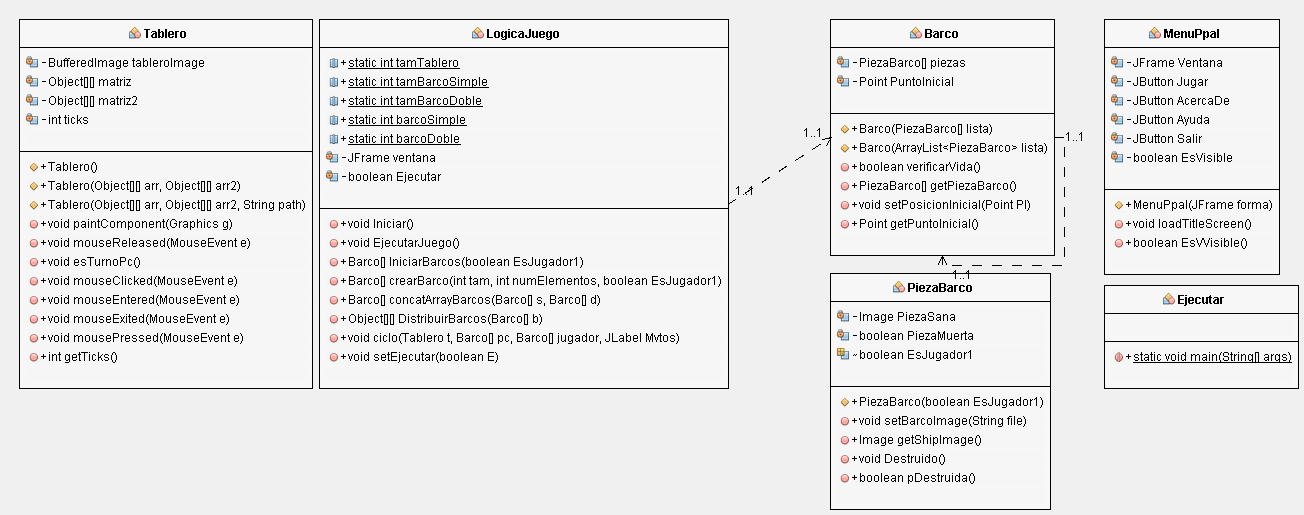 Tablero
-BufferedImage tableroImage
-Object[][] matriz
-Object[][] matriz2
-int ticks
+Tablero()
+Tablero(Object[][] arr, Object[][] arr2)
+Tablero(Object[][] arr, Object[][] arr2, String path)
+void paintComponent(Graphics g)
+void mouseReleased(MouseEvent e)
+void esTurnoPc()
+void mouseClicked(MouseEvent e)
+void mouseEntered(MouseEvent e)
+void mouseExited(MouseEvent e)
+void mousePressed(MouseEvent e)
+int getTicks()
LogicaJuego
+static int tamTablero
+static int tamBarcoSimple
+static int tamBarcoDoble
+static int barcoSimple
+static int barcoDoble
-JFrame ventana
-boolean Ejecutar
+void Iniciar()
+void EjecutarJuego()
+Barco[] IniciarBarcos(boolean EsJugador1)
+Barco[] crearBarco(int tam, int numElementos, boolean EsJugador1)
+Barco[] concatArrayBarcos(Barco[] s, Barco[] d)
+Object[][] DistribuirBarcos(Barco[] b)
+void ciclo(Tablero t, Barco[] pc, Barco[] jugador, JLabel Mvtos)
+void setEjecutar(boolean E)
1..1
1..1
Barco
-PiezaBarco[] piezas
-Point PuntoInicial
+Barco(PiezaBarco[] lista)
+Barco(ArrayList<PiezaBarco> lista)
+boolean verificarVida()
+PiezaBarco[] getPiezaBarco()
+void setPosicionInicial(Point PI)
+Point getPuntoInicial()
1..1
1..1
PiezaBarco
-Image PiezaSana
-boolean PiezaMuerta
~boolean EsJugador1
+PiezaBarco(boolean EsJugador1)
+void setBarcoImage(String file)
+Image getShipImage()
+void Destruido()
+boolean pDestruida()
MenuPpal
-JFrame Ventana
-JButton Jugar
-JButton AcercaDe
-JButton Ayuda
-JButton Salir
-boolean EsVisible
+MenuPpal(JFrame forma)
+void loadTitleScreen()
+boolean EsVVisible()
Ejecutar
+static void main(String[] args)